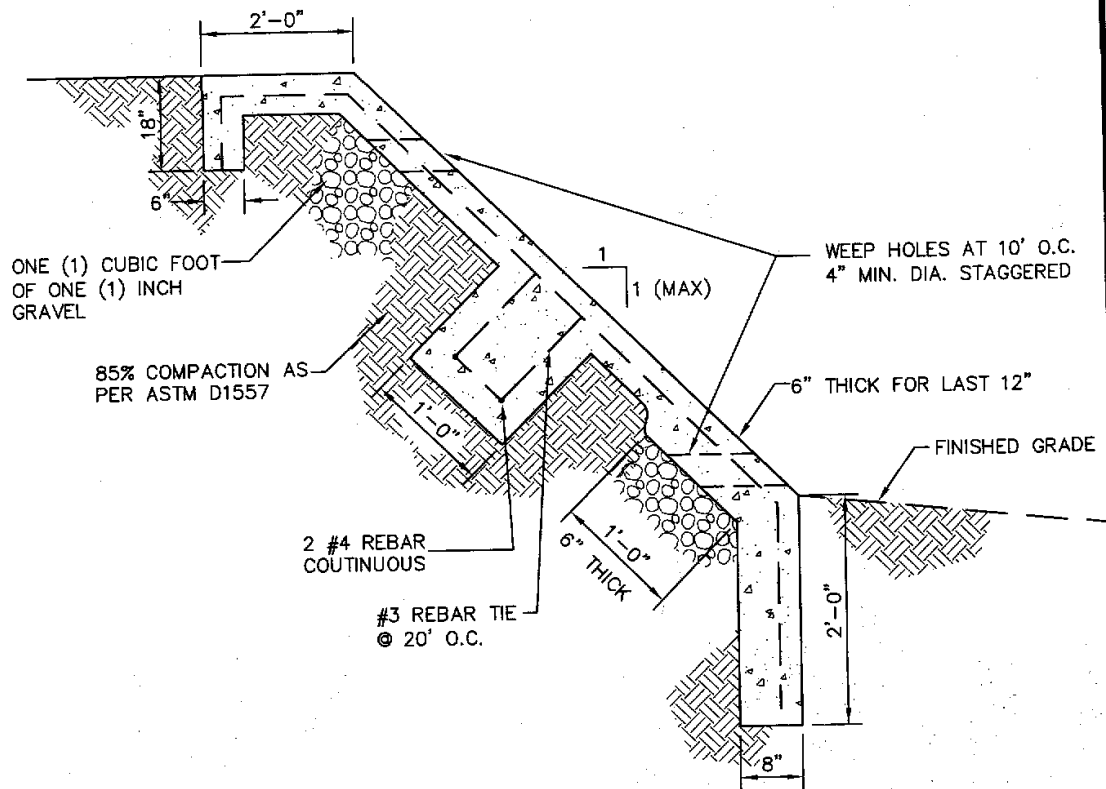 2'-0"
18"
6"
ONE (1) CUBIC FOOT
OF ONE (1) INCH
GRAVEL
85% COMPACTION AS
PER ASTM D1557
1'-0"
2 #4 REBAR
COUTINUOUS
#3 REBAR TIE
@ 20' O.C.
1
1 (MAX)
WEEP HOLES AT 10' O.C.
4" MIN. DIA. STAGGERED
6" THICK FOR LAST 12"
FINISHED GRADE
1'-0"
6" THICK
2'-0"
8"